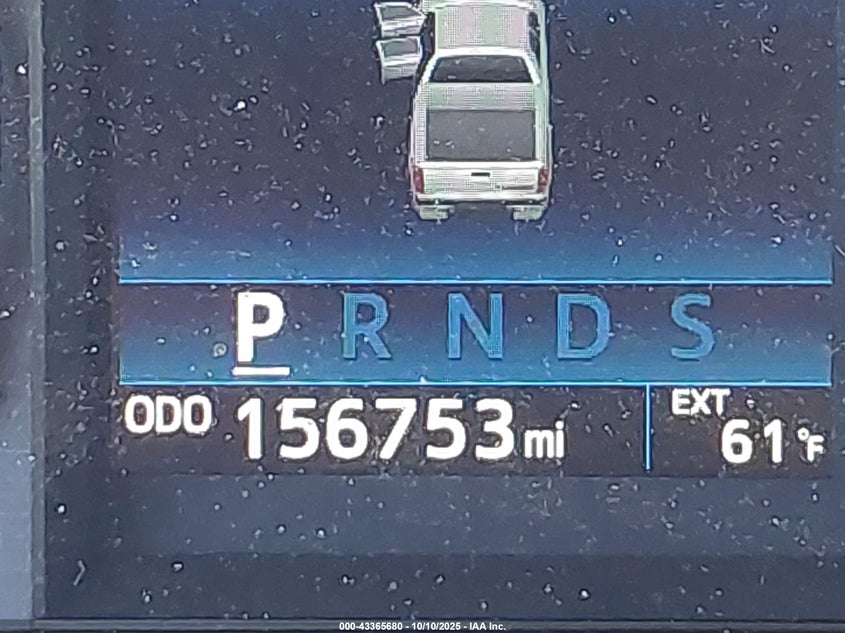 P R N D S
ODO 156753 mi
EXT
61 °F
000-43365680 - 10/10/2025 - IAA Inc.